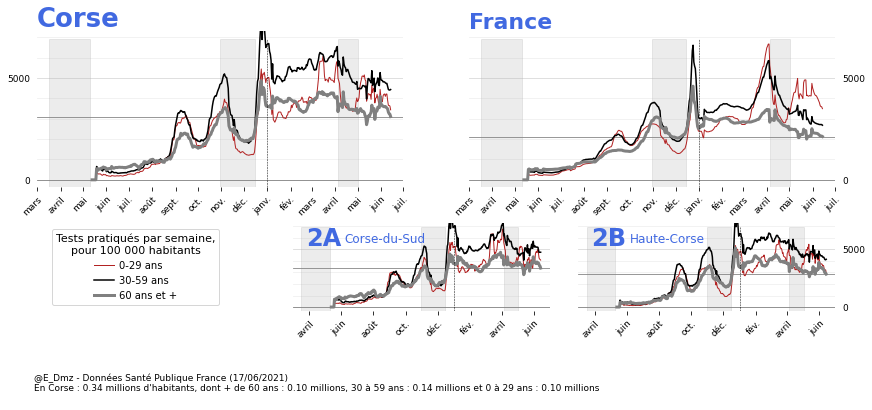 Corse
France
5000
0
mars avril mai juin juil. août sept. oct. nov. déc. janv. fév. mars avril mai juin juil.
5000
0
mars avril mai juin juil. août sept. oct. nov. déc. janv. fév. mars avril mai juin juil.
Tests pratiqués par semaine,
pour 100 000 habitants
0-29 ans
30-59 ans
60 ans et +
2A Corse-du-Sud
avril juin août oct. déc. fév. avril juin
2B Haute-Corse
5000
0
avril juin août oct. déc. fév. avril juin
@E_Dmz - Données Santé Publique France (17/06/2021)
En Corse : 0.34 millions d'habitants, dont + de 60 ans : 0.10 millions, 30 à 59 ans : 0.14 millions et 0 à 29 ans : 0.10 millions